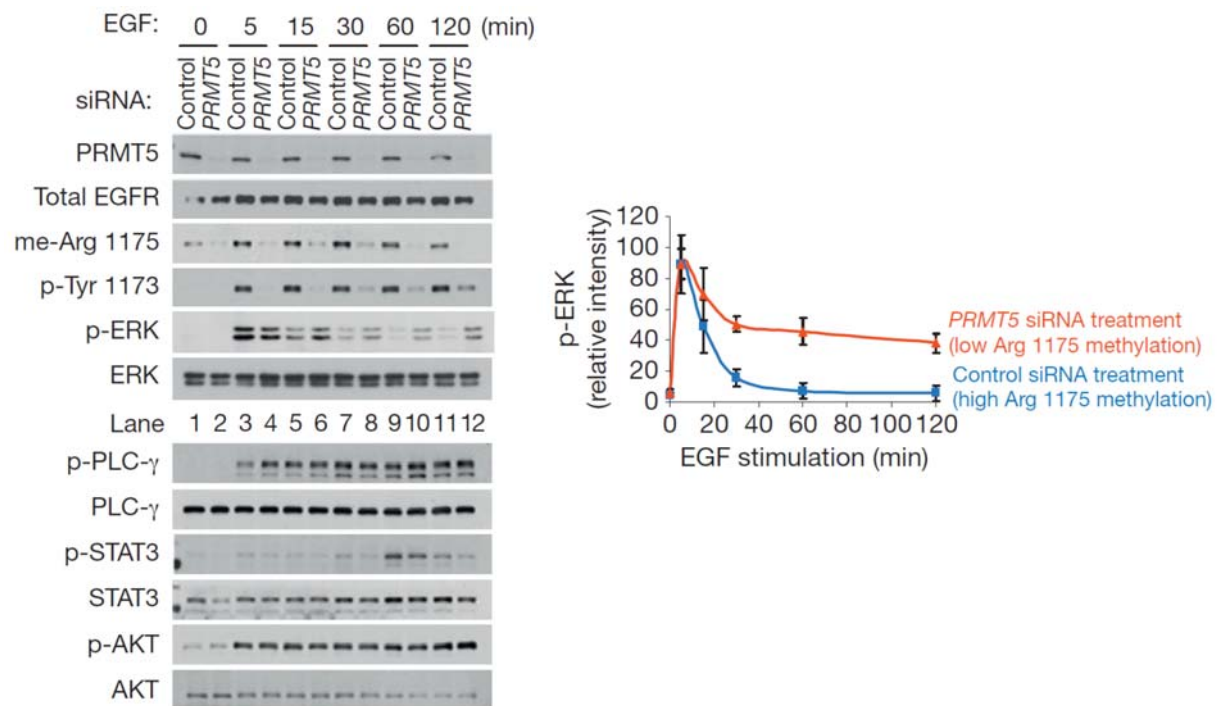 EGF: 0 5 15 30 60 120 (min)
siRNA: Control PRMT5 Control PRMT5 Control PRMT5 Control PRMT5 Control PRMT5 Control PRMT5
PRMT5
Total EGFR
me-Arg 1175
p-Tyr 1173
p-ERK
ERK
Lane 1 2 3 4 5 6 7 8 9 10 11 12
p-PLC-γ
PLC-γ
p-STAT3
STAT3
p-AKT
AKT
p-ERK
(relative intensity)
120
100
80
60
40
20
0
0 20 40 60 80 100 120
EGF stimulation (min)
PRMT5 siRNA treatment
(low Arg 1175 methylation)
Control siRNA treatment
(high Arg 1175 methylation)